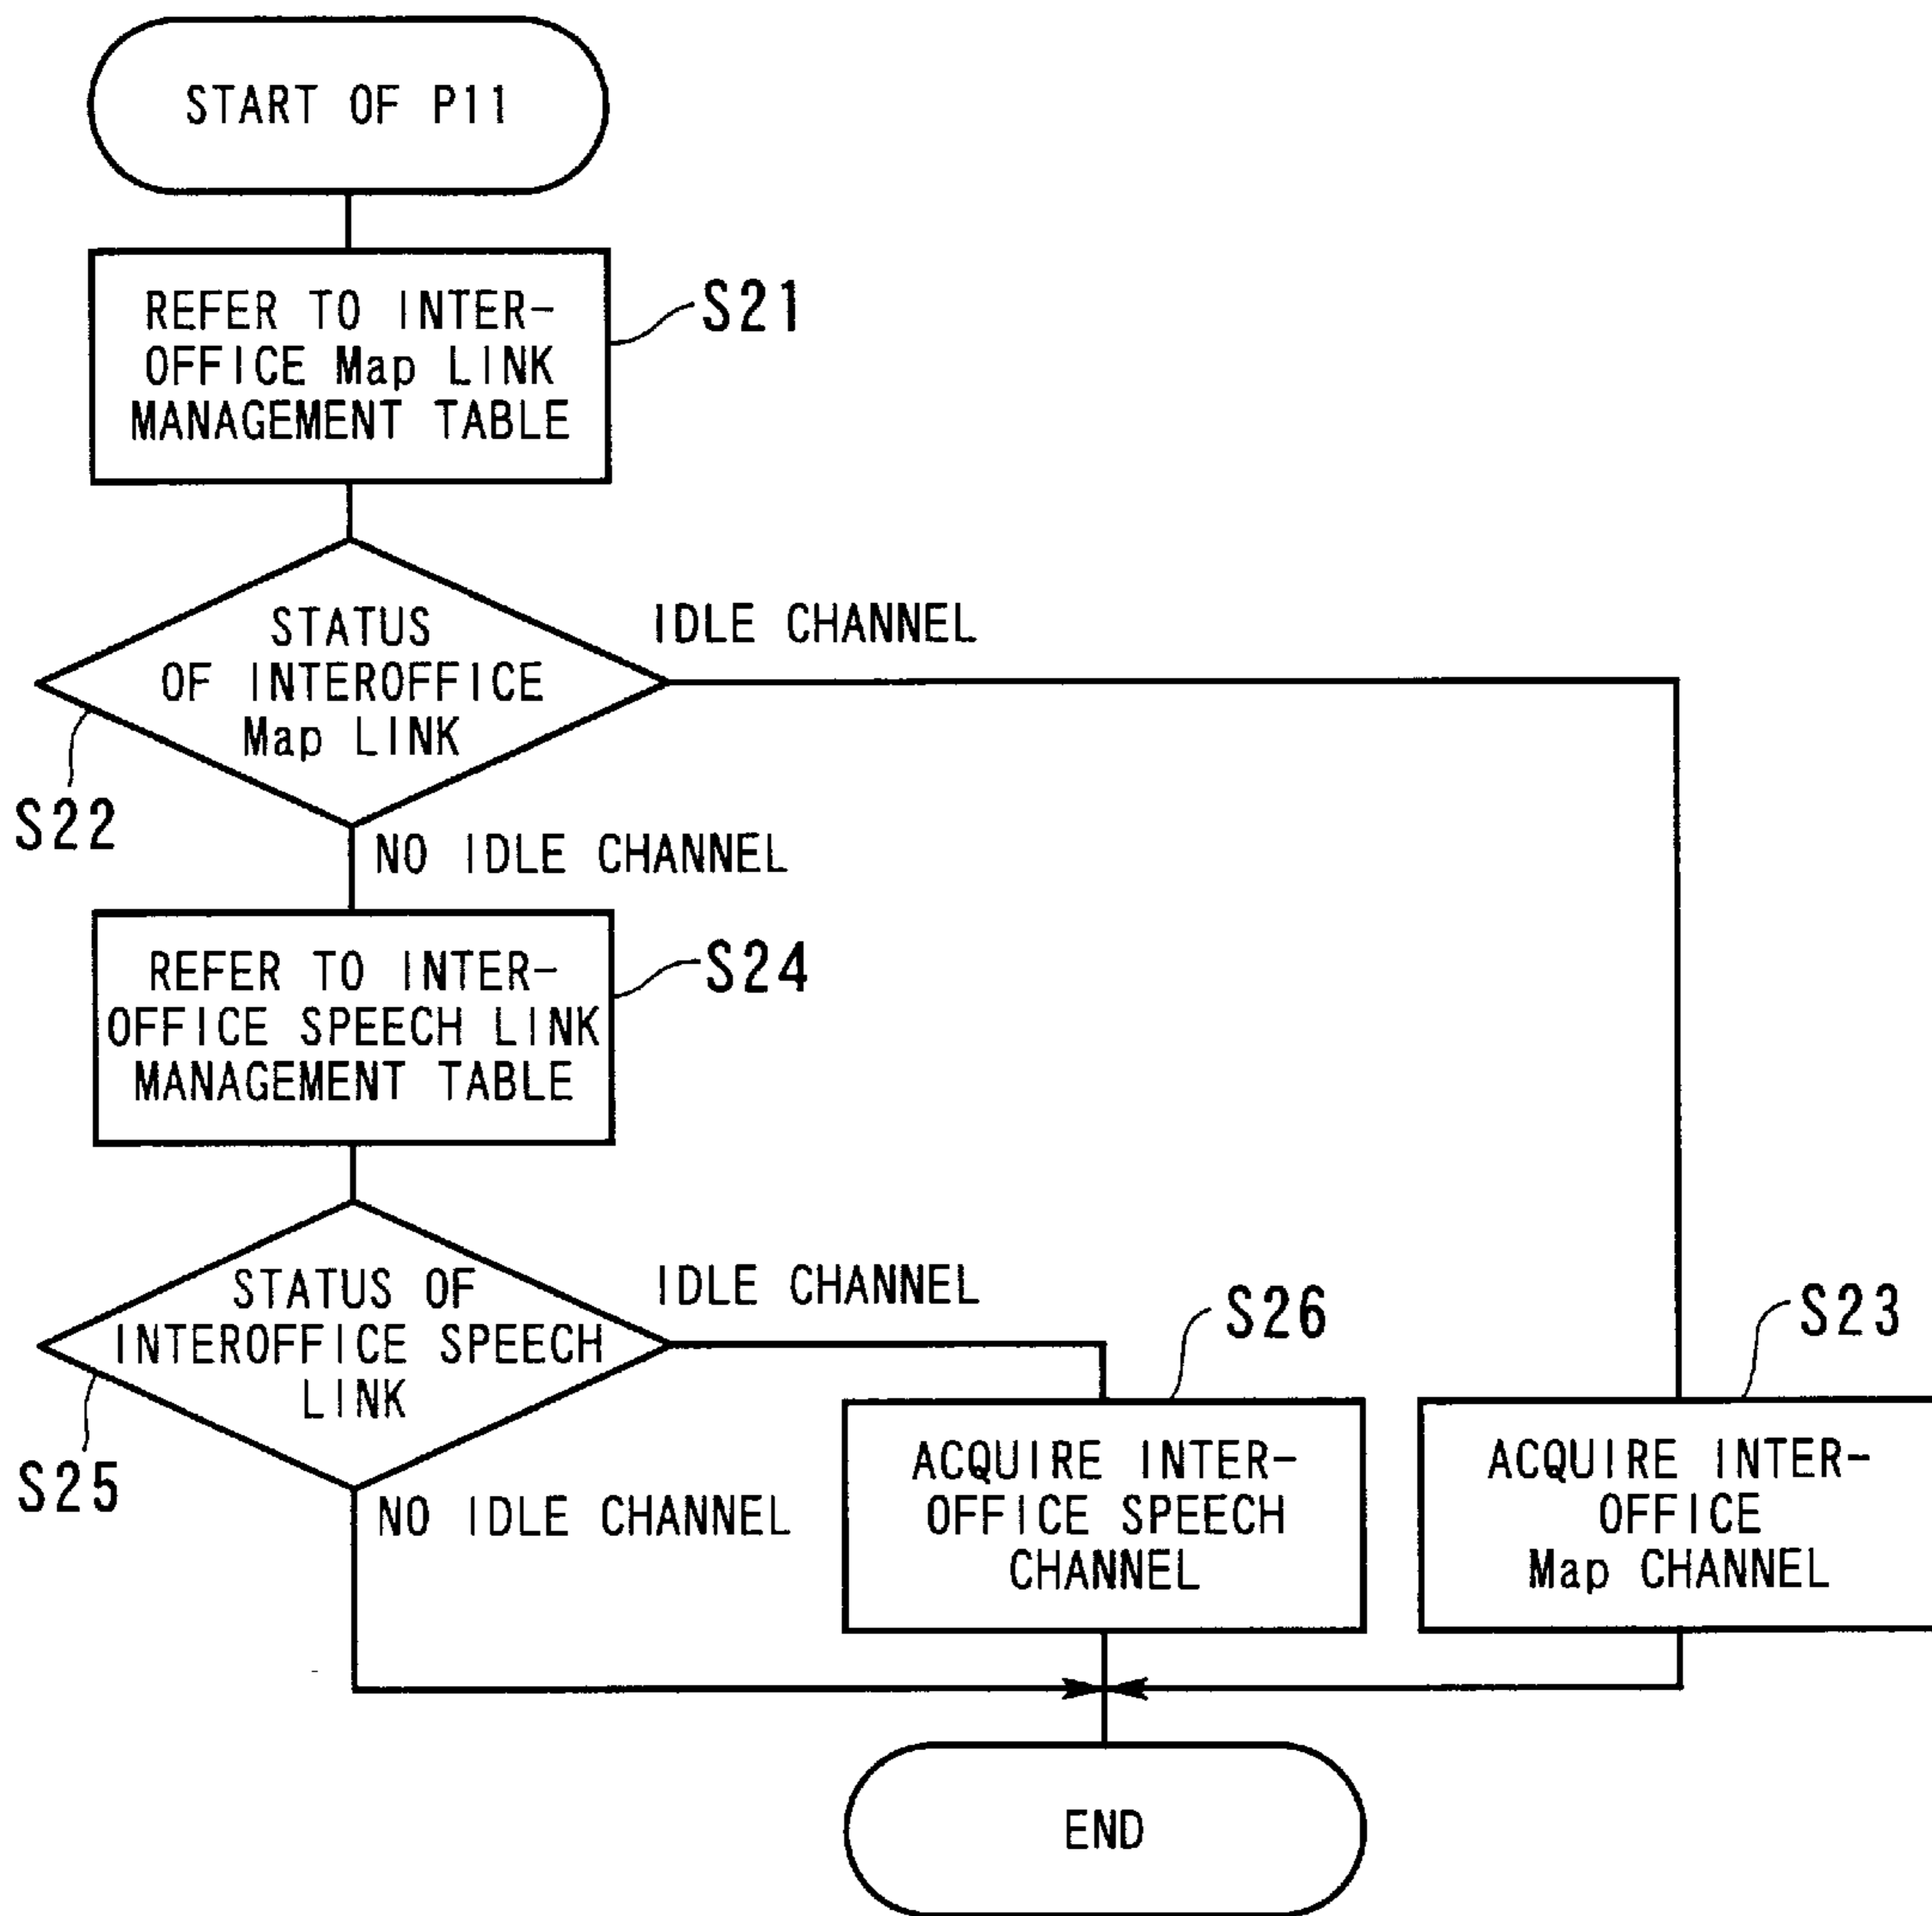 START OF P11
REFER TO INTER-
OFFICE Map LINK
MANAGEMENT TABLE
S21
STATUS
OF INTEROFFICE
Map LINK
IDLE CHANNEL
S22
NO IDLE CHANNEL
REFER TO INTER-
OFFICE SPEECH LINK
MANAGEMENT TABLE
S24
STATUS OF
INTEROFFICE SPEECH
LINK
IDLE CHANNEL
S25
NO IDLE CHANNEL
S26
ACQUIRE INTER-
OFFICE SPEECH
CHANNEL
S23
ACQUIRE INTER-
OFFICE
Map CHANNEL
END